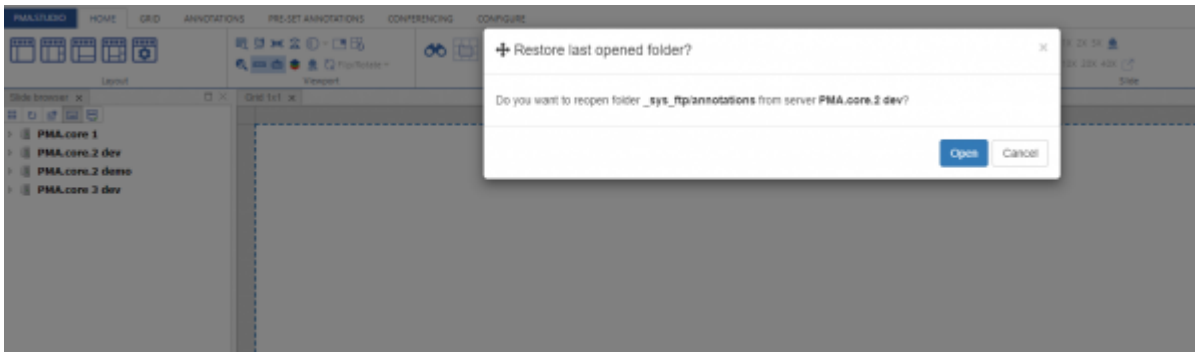 PMA.STUDIO HOME GRID ANNOTATIONS PRE-SET ANNOTATIONS CONFERENCING CONFIGURE
Layout
Flip/Rotate
Viewport
Slide
Slide browser x
Grid 1x1 x
PMA.core 1
PMA.core.2 dev
PMA.core.2 demo
PMA.core 3 dev
Restore last opened folder?
×
Do you want to reopen folder _sys_ftp/annotations from server PMA.core.2 dev?
Open Cancel